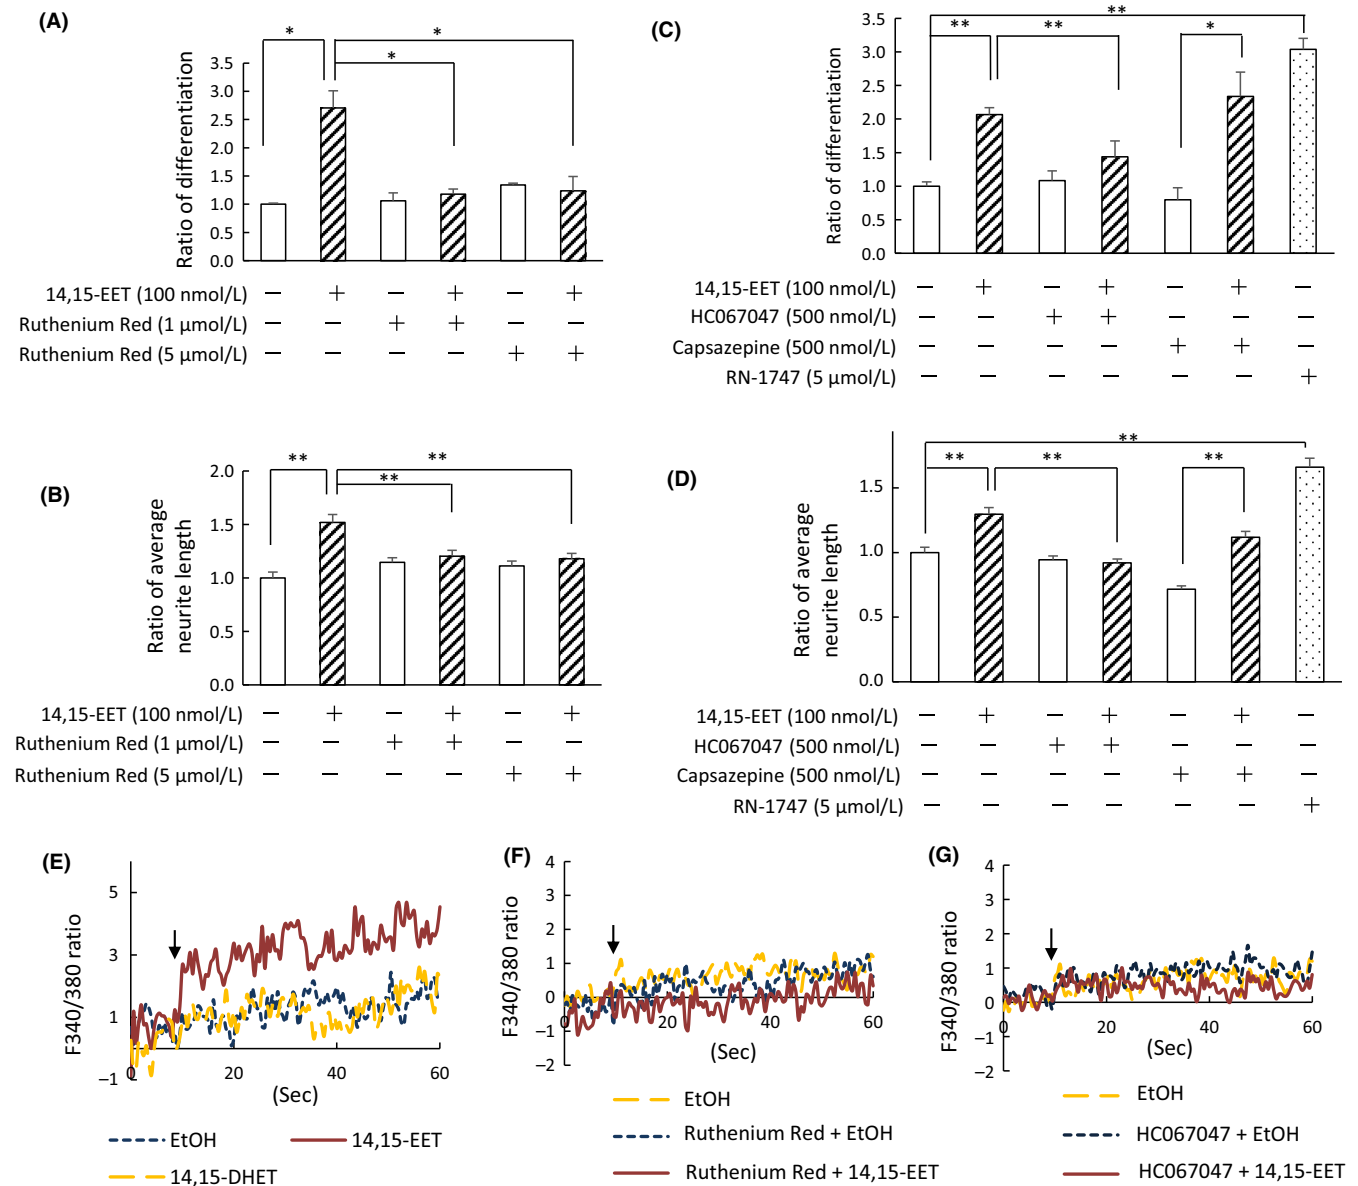 (A)
*
*
*
Ratio of differentiation
3.5
3.0
2.5
2.0
1.5
1.0
0.5
0.0
14,15-EET (100 nmol/L) – + – + – +
Ruthenium Red (1 µmol/L) – – + + – –
Ruthenium Red (5 µmol/L) – – – – + +
(B)
**
**
**
Ratio of average
neurite length
2.0
1.5
1.0
0.5
0.0
14,15-EET (100 nmol/L) – + – + – +
Ruthenium Red (1 µmol/L) – – + + – –
Ruthenium Red (5 µmol/L) – – – – + +
(C)
**
**
**
*
Ratio of differentiation
3.5
3.0
2.5
2.0
1.5
1.0
0.5
0.0
14,15-EET (100 nmol/L) – + – + – + –
HC067047 (500 nmol/L) – – + + – – –
Capsazepine (500 nmol/L) – – – – + + –
RN-1747 (5 µmol/L) – – – – – – +
(D)
**
**
**
**
Ratio of average
neurite length
1.5
1.0
0.5
0.0
14,15-EET (100 nmol/L) – + – + – + –
HC067047 (500 nmol/L) – – + + – – –
Capsazepine (500 nmol/L) – – – – + + –
RN-1747 (5 µmol/L) – – – – – – +
(E)
F340/380 ratio
5
3
1
–1
0 20 40 60
(Sec)
EtOH 14,15-EET
14,15-DHET
(F)
F340/380 ratio
4
3
2
1
0
–1
–2
0 20 40 60
(Sec)
EtOH
Ruthenium Red + EtOH
Ruthenium Red + 14,15-EET
(G)
F340/380 ratio
4
3
2
1
0
–1
–2
0 20 40 60
(Sec)
EtOH
HC067047 + EtOH
HC067047 + 14,15-EET